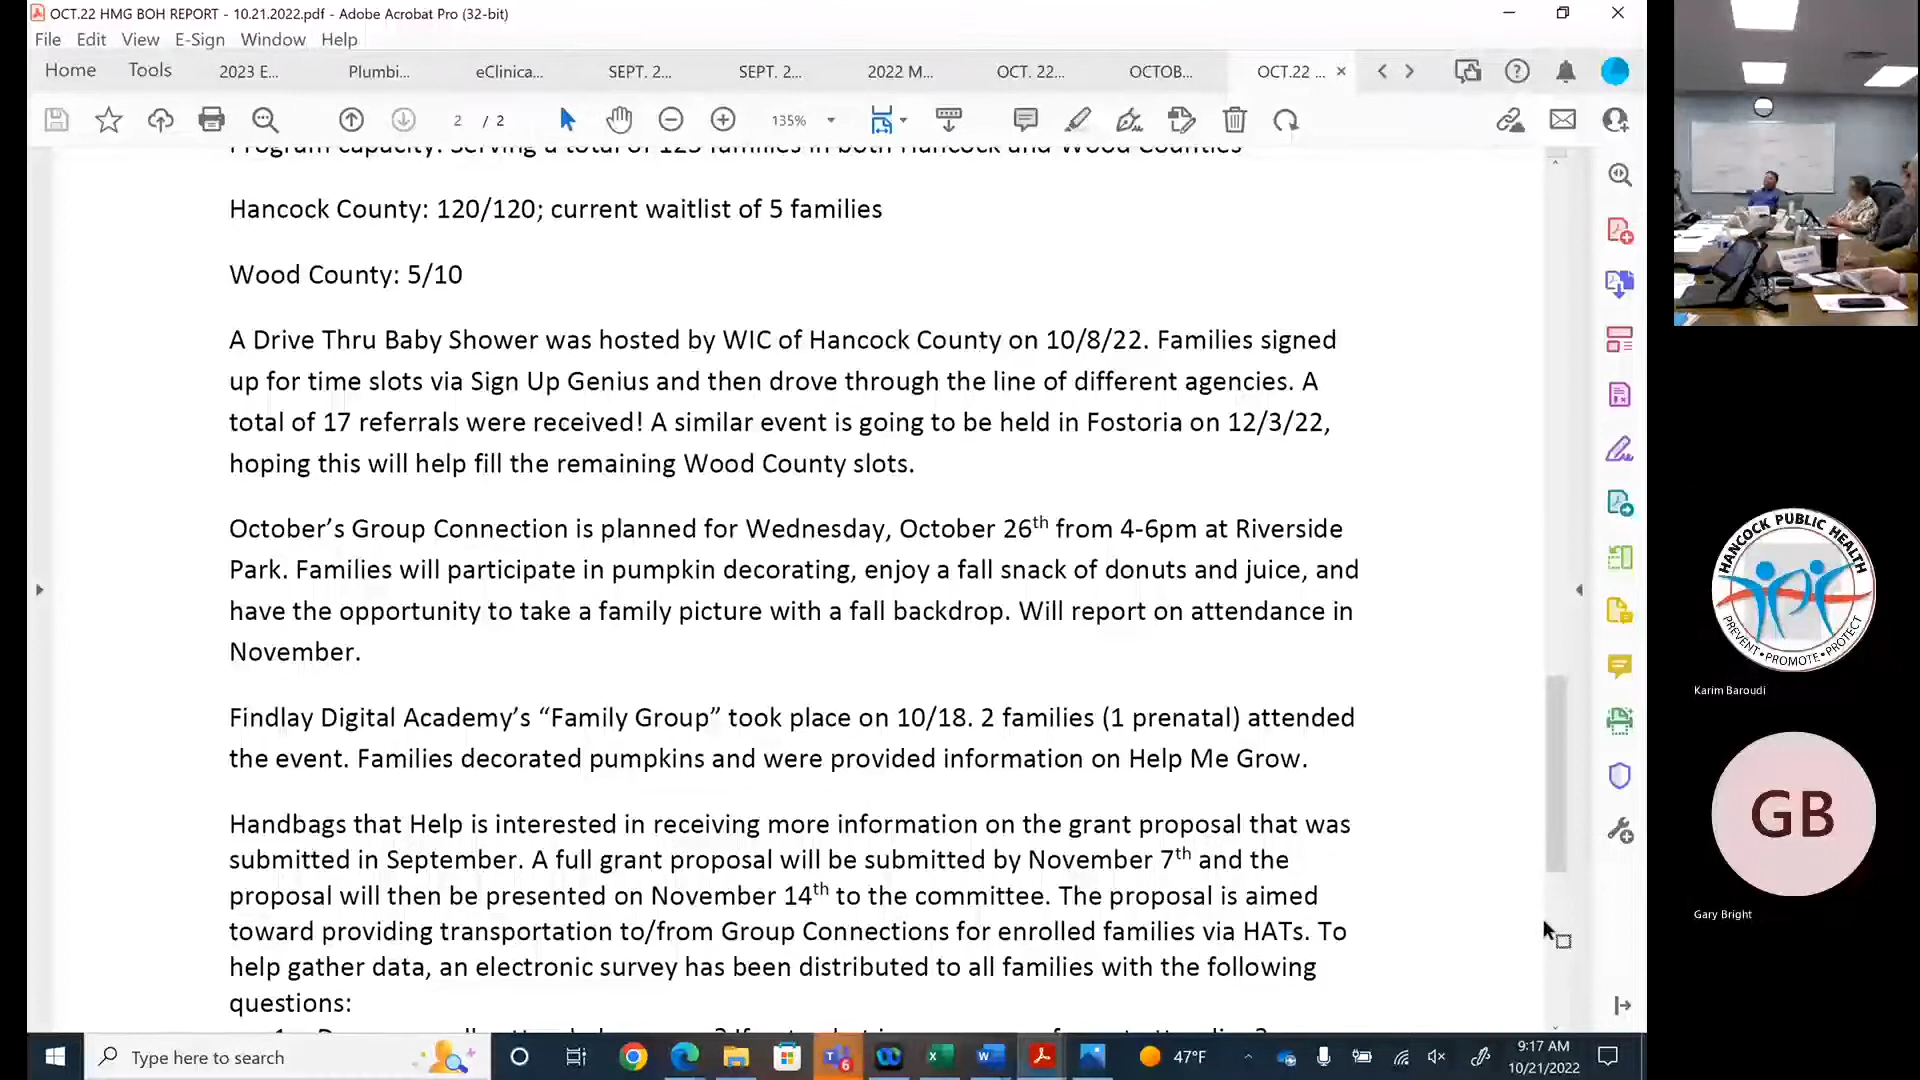 OCT.22 HMG BOH REPORT - 10.21.2022.pdf - Adobe Acrobat Pro (32-bit)
File Edit View E-Sign Window Help
Home Tools 2023 E... Plumbi... eClinica... SEPT. 2... SEPT. 2... 2022 M... OCT. 22... OCTOB... OCT.22 ...
2 / 2 135%
Program capacity: Serving a total of 125 families in both Hancock and Wood Counties
Hancock County: 120/120; current waitlist of 5 families
Wood County: 5/10
A Drive Thru Baby Shower was hosted by WIC of Hancock County on 10/8/22. Families signed
up for time slots via Sign Up Genius and then drove through the line of different agencies. A
total of 17 referrals were received! A similar event is going to be held in Fostoria on 12/3/22,
hoping this will help fill the remaining Wood County slots.
October’s Group Connection is planned for Wednesday, October 26th from 4-6pm at Riverside
Park. Families will participate in pumpkin decorating, enjoy a fall snack of donuts and juice, and
have the opportunity to take a family picture with a fall backdrop. Will report on attendance in
November.
Findlay Digital Academy’s “Family Group” took place on 10/18. 2 families (1 prenatal) attended
the event. Families decorated pumpkins and were provided information on Help Me Grow.
Handbags that Help is interested in receiving more information on the grant proposal that was
submitted in September. A full grant proposal will be submitted by November 7th and the
proposal will then be presented on November 14th to the committee. The proposal is aimed
toward providing transportation to/from Group Connections for enrolled families via HATs. To
help gather data, an electronic survey has been distributed to all families with the following
questions:
HANCOCK PUBLIC HEALTH
PREVENT • PROMOTE • PROTECT
Karim Baroudi
GB
Gary Bright
Type here to search
6
47°F
9:17 AM
10/21/2022